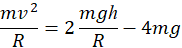 mv²/R = 2 mgh/R − 4mg